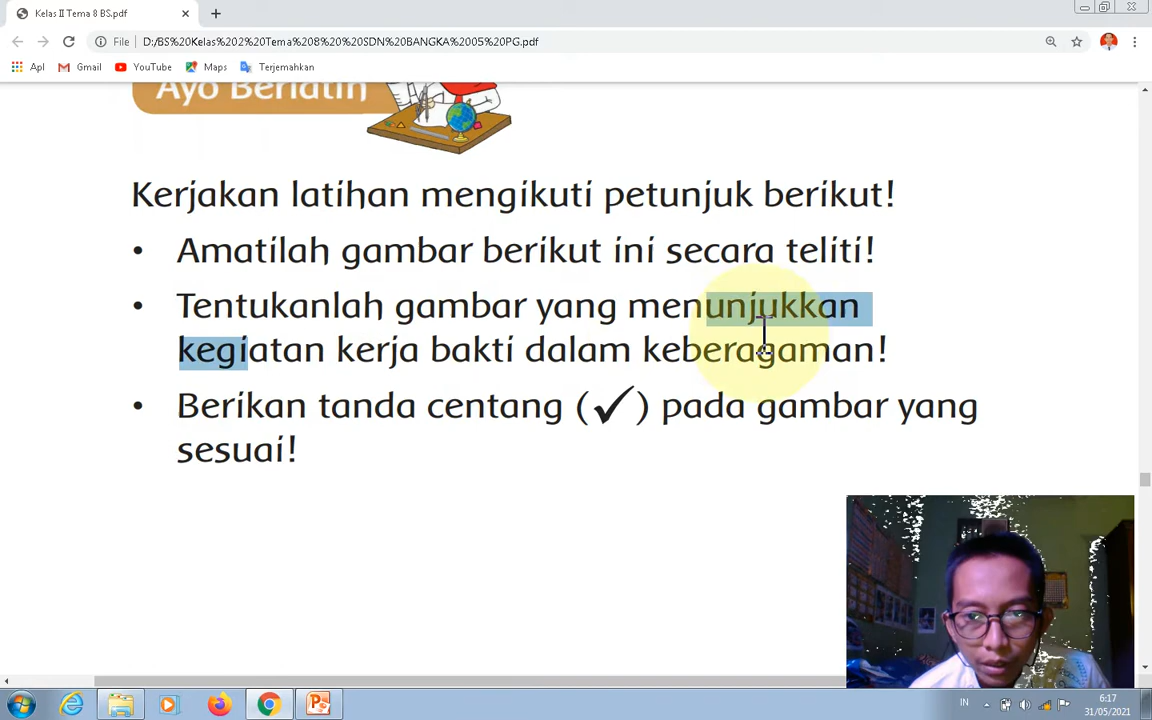 Kelas II Tema 8 BS.pdf
File D:/BS%20Kelas%202%20Tema%208%20%20SDN%20BANGKA%2005%20PG.pdf
Apl Gmail YouTube Maps Terjemahkan
Ayo Berlatih
Kerjakan latihan mengikuti petunjuk berikut!
• Amatilah gambar berikut ini secara teliti!
• Tentukanlah gambar yang menunjukkan
kegiatan kerja bakti dalam keberagaman!
• Berikan tanda centang (✓) pada gambar yang
sesuai!
IN 6:17
31/05/2021